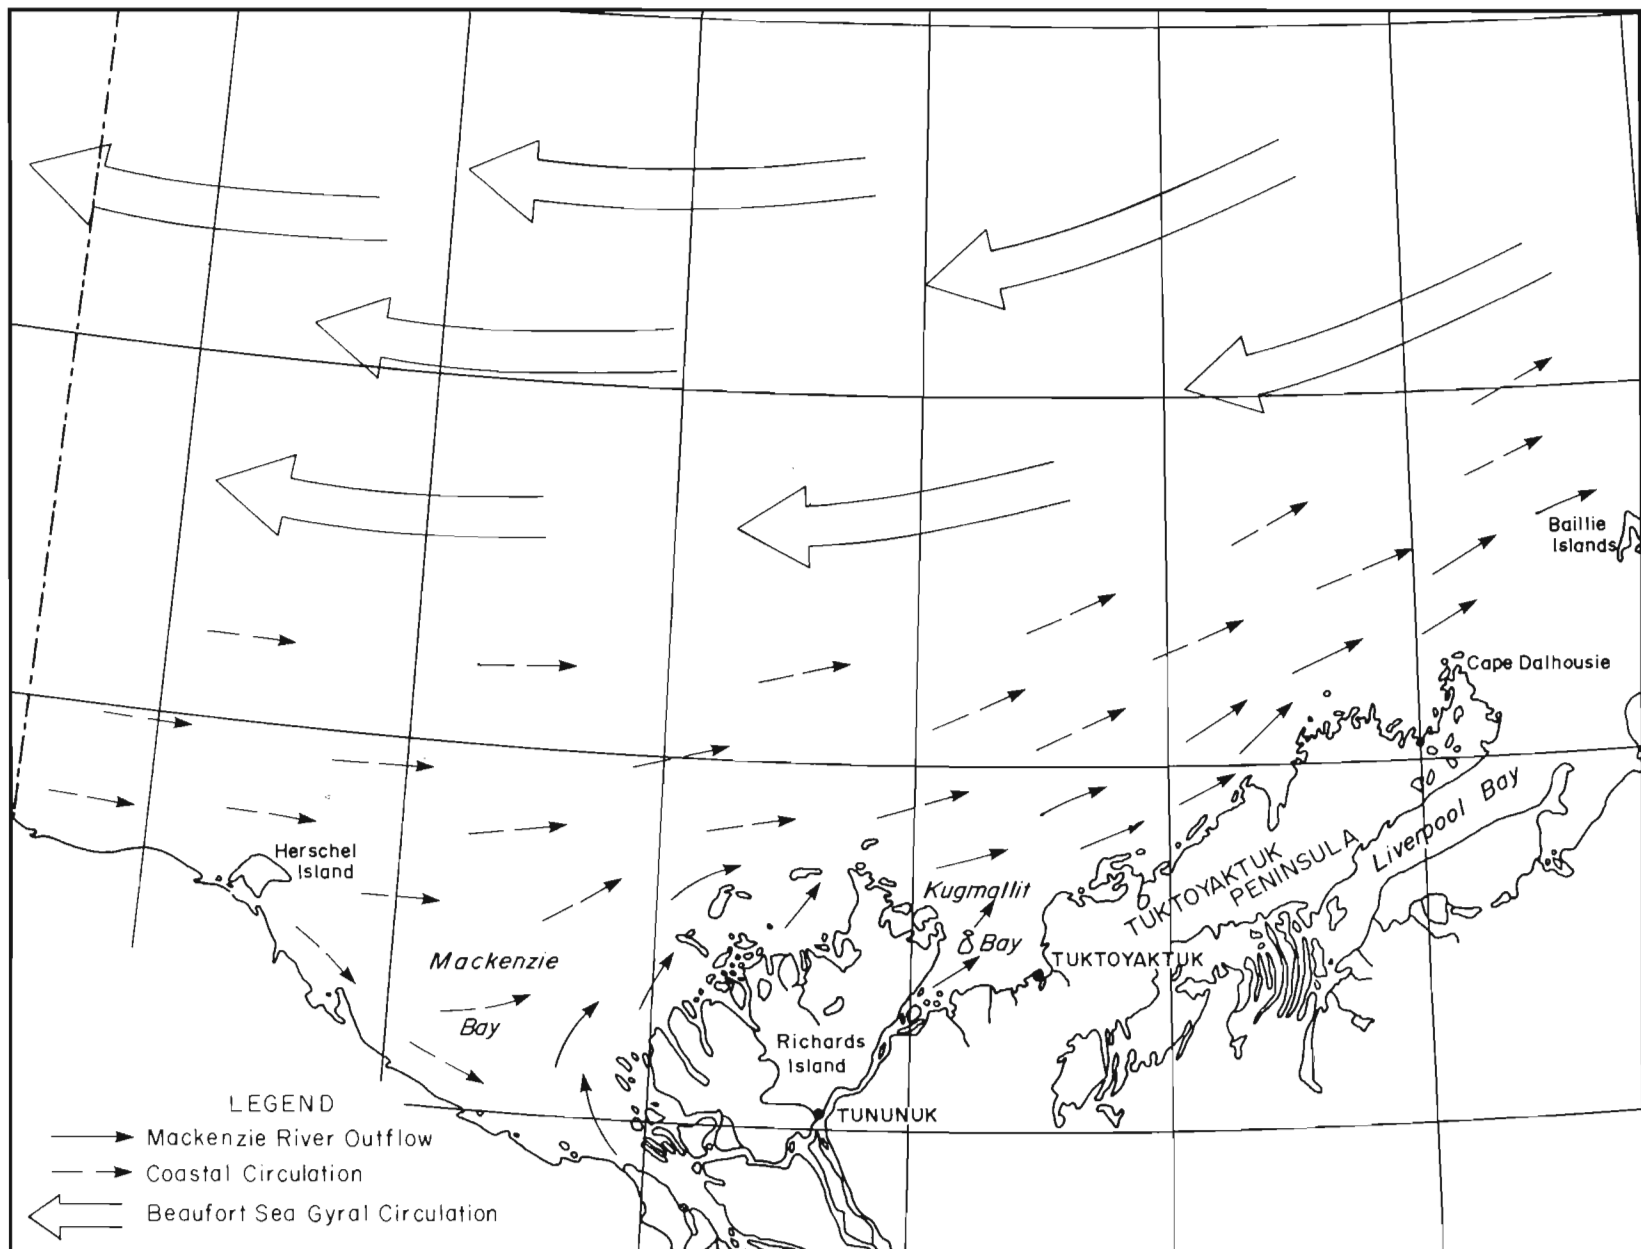 Baillie
Islands
Cape Dalhousie
Liverpool Bay
TUKTOYAKTUK
PENINSULA
Herschel
Island
Kugmallit
Bay
TUKTOYAKTUK
Mackenzie
Bay
Richards
Island
TUNUNUK
LEGEND
Mackenzie River Outflow
Coastal Circulation
Beaufort Sea Gyral Circulation